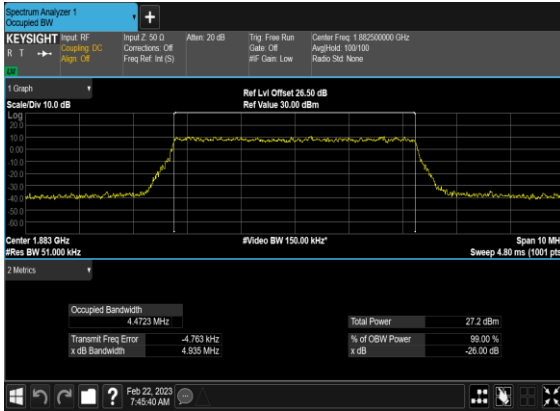 Spectrum Analyzer 1
Occupied BW
+
KEYSIGHT
R T
Input: RF
Coupling: DC
Align: Off
Input Z: 50 Ω
Corrections: Off
Freq Ref: Int (S)
Atten: 20 dB
Trig: Free Run
Gate: Off
#IF Gain: Low
Center Freq: 1.882500000 GHz
Avg|Hold: 100/100
Radio Std: None
1 Graph
Scale/Div 10.0 dB
Ref Lvl Offset 26.50 dB
Ref Value 30.00 dBm
Log
20.0
10.0
0.00
-10.0
-20.0
-30.0
-40.0
-50.0
-60.0
Center 1.883 GHz
#Res BW 51.000 kHz
#Video BW 150.00 kHz*
Span 10 MH
Sweep 4.80 ms (1001 pts
2 Metrics
Occupied Bandwidth
4.4723 MHz
Total Power 27.2 dBm
Transmit Freq Error -4.763 kHz
% of OBW Power 99.00 %
x dB Bandwidth 4.935 MHz
x dB -26.00 dB
?
Feb 22, 2023
7:45:40 AM